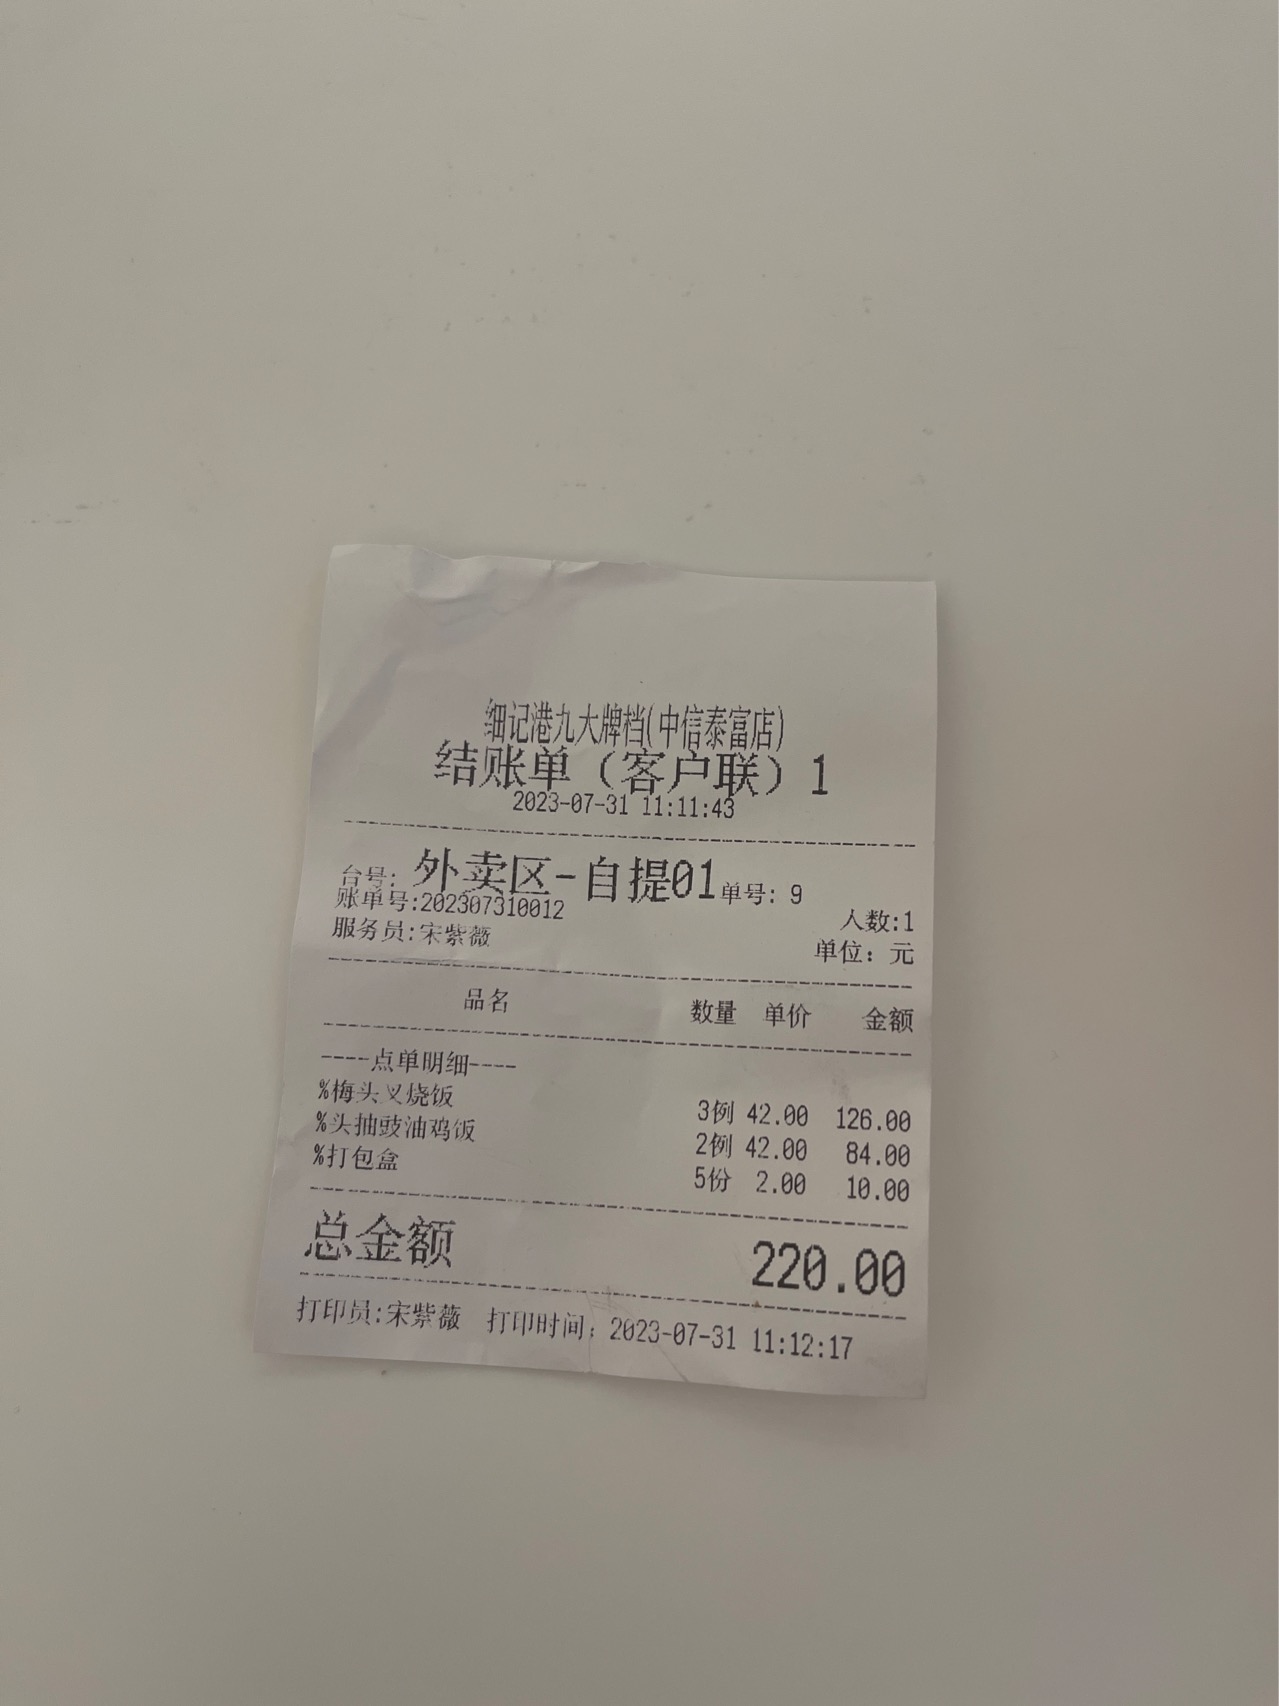 细记港九大牌档(中信泰富店)
结账单（客户联）1
2023-07-31 11:11:43
台号: 外卖区-自提01 单号: 9
账单号:202307310012 人数:1
服务员:宋紫薇 单位：元
品名 数量 单价 金额
----点单明细----
%梅头叉烧饭 3例 42.00 126.00
%头抽豉油鸡饭 2例 42.00 84.00
%打包盒 5份 2.00 10.00
总金额 220.00
打印员:宋紫薇 打印时间：2023-07-31 11:12:17